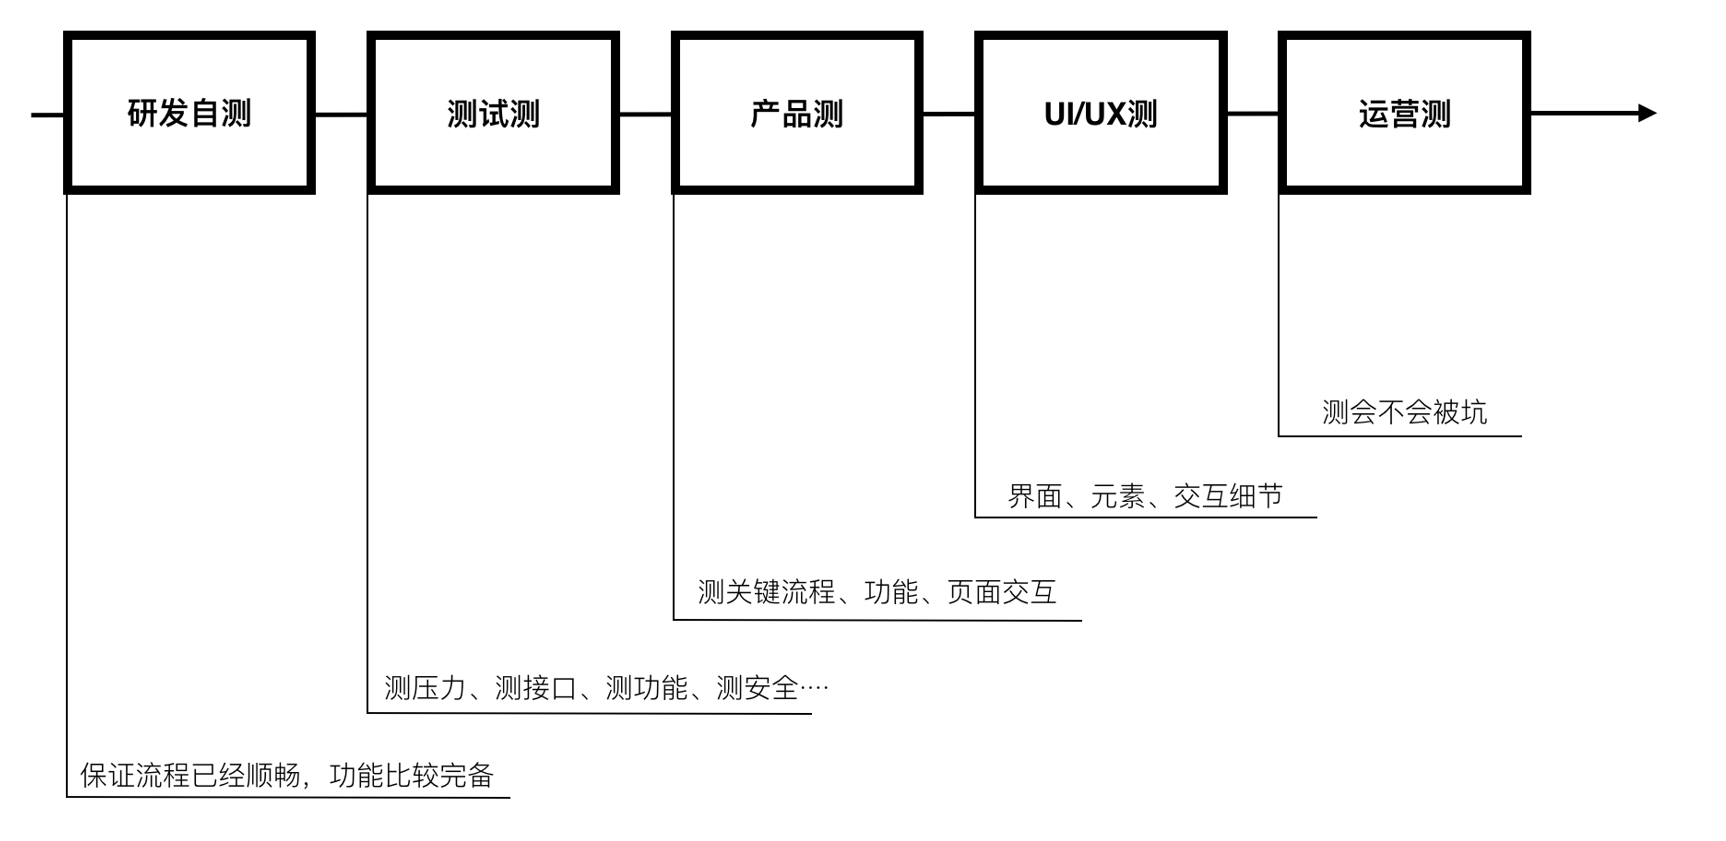 研发自测
测试测
产品测
UI/UX测
运营测
测会不会被坑
界面、元素、交互细节
测关键流程、功能、页面交互
测压力、测接口、测功能、测安全····
保证流程已经顺畅，功能比较完备